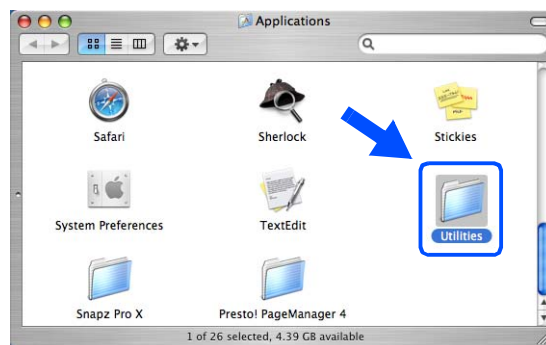 Applications
Safari
Sherlock
Stickies
System Preferences
TextEdit
Utilities
Snapz Pro X
Presto! PageManager 4
1 of 26 selected, 4.39 GB available